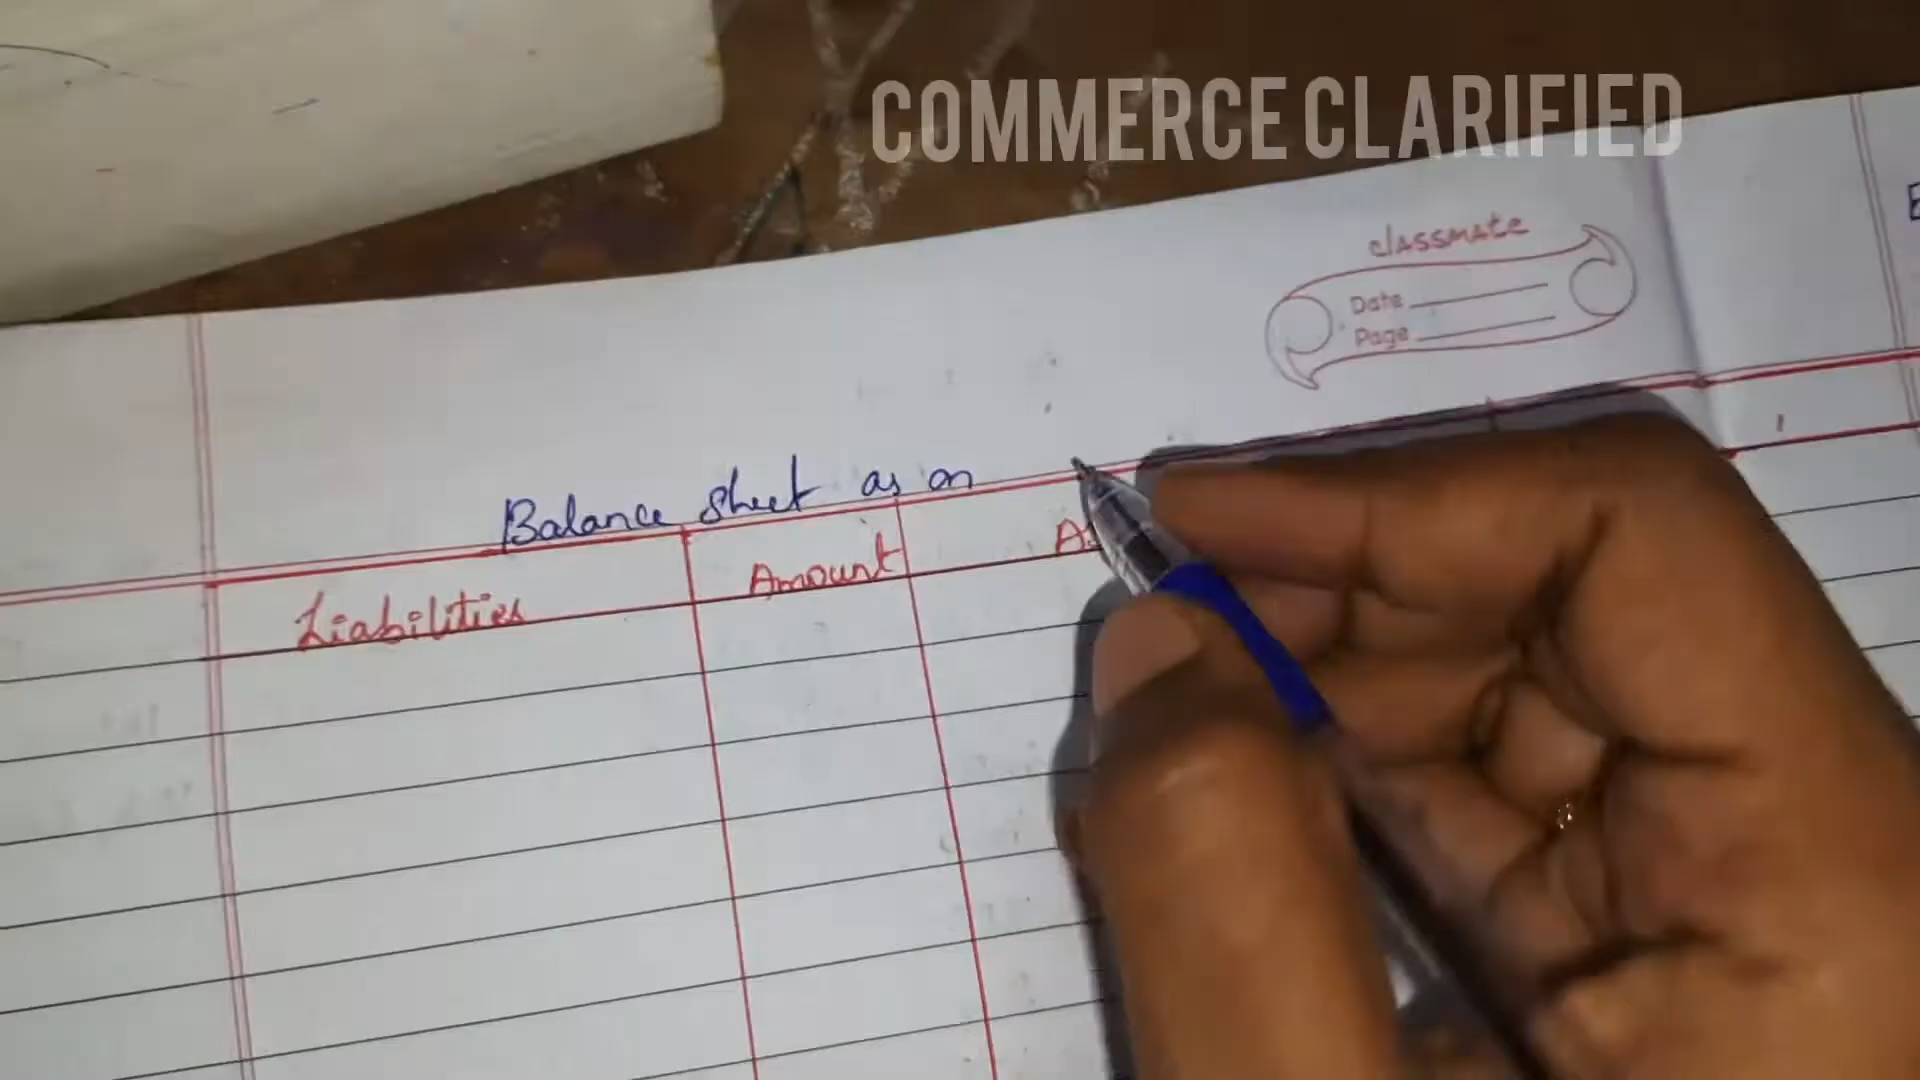 COMMERCE CLARIFIED
classmate
Date
Page
Balance sheet as on
Liabilities
Amount